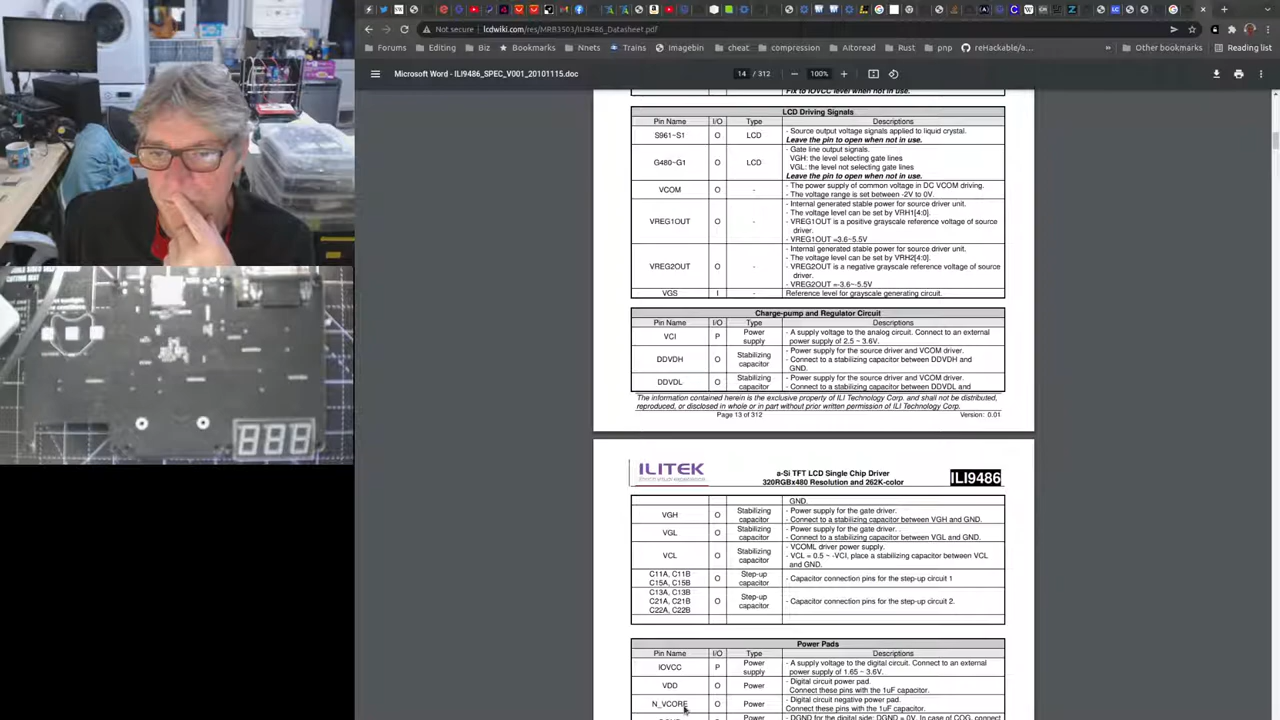 Not secure lcdwiki.com/res/MRB3503/ILI9486_Datasheet.pdf
Forums Editing Biz Nnets Bookmarks Trains Imagebin cheat compression AItoread Rust pnp reHackable/a... Other bookmarks Reading list
Microsoft Word - ILI9486_SPEC_V001_20101115.doc 14 / 312 100%
Fix to IOVCC level when not in use.
LCD Driving Signals
Pin Name I/O Type Descriptions
S961~S1 O LCD - Source output voltage signals applied to liquid crystal.
Leave the pin to open when not in use.
G480~G1 O LCD - Gate line output signals.
VGH: the level selecting gate lines
VGL: the level not selecting gate lines
Leave the pin to open when not in use.
VCOM O - - The power supply of common voltage in DC VCOM driving.
- The voltage range is set between -2V to 0V.
VREG1OUT O - - Internal generated stable power for source driver unit.
- The voltage level can be set by VRH1[4:0].
- VREG1OUT is a positive grayscale reference voltage of source
driver.
- VREG1OUT =3.6~5.5V
VREG2OUT O - - Internal generated stable power for source driver unit.
- The voltage level can be set by VRH2[4:0].
- VREG2OUT is a negative grayscale reference voltage of source
driver.
- VREG2OUT =-3.6~-5.5V
VGS I - Reference level for grayscale generating circuit.
Charge-pump and Regulator Circuit
Pin Name I/O Type Descriptions
VCI P Power supply - A supply voltage to the analog circuit. Connect to an external
power supply of 2.5 ~ 3.6V.
DDVDH O Stabilizing capacitor - Power supply for the source driver and VCOM driver.
- Connect to a stabilizing capacitor between DDVDH and
GND.
DDVDL O Stabilizing capacitor - Power supply for the source driver and VCOM driver.
- Connect to a stabilizing capacitor between DDVDL and
The information contained herein is the exclusive property of ILI Technology Corp. and shall not be distributed,
reproduced, or disclosed in whole or in part without prior written permission of ILI Technology Corp.
Page 13 of 312 Version: 0.01
ILITEK
a-Si TFT LCD Single Chip Driver
320RGBx480 Resolution and 262K-color
ILI9486
GND.
VGH O Stabilizing capacitor - Power supply for the gate driver.
- Connect to a stabilizing capacitor between VGH and GND.
VGL O Stabilizing capacitor - Power supply for the gate driver. .
- Connect to a stabilizing capacitor between VGL and GND.
VCL O Stabilizing capacitor - VCOML driver power supply.
- VCL = 0.5 ~ -VCI, place a stabilizing capacitor between VCL
and GND.
C11A, C11B
C15A, C15B O Step-up capacitor - Capacitor connection pins for the step-up circuit 1
C13A, C13B
C21A, C21B
C22A, C22B O Step-up capacitor - Capacitor connection pins for the step-up circuit 2.
Power Pads
Pin Name I/O Type Descriptions
IOVCC P Power supply - A supply voltage to the digital circuit. Connect to an external
power supply of 1.65 ~ 3.6V.
VDD O Power - Digital circuit power pad.
Connect these pins with the 1uF capacitor.
N_VCORE O Power - Digital circuit negative power pad.
Connect these pins with the 1uF capacitor.
Power - DGND for the digital side: DGND = 0V. In case of COG, connect
888